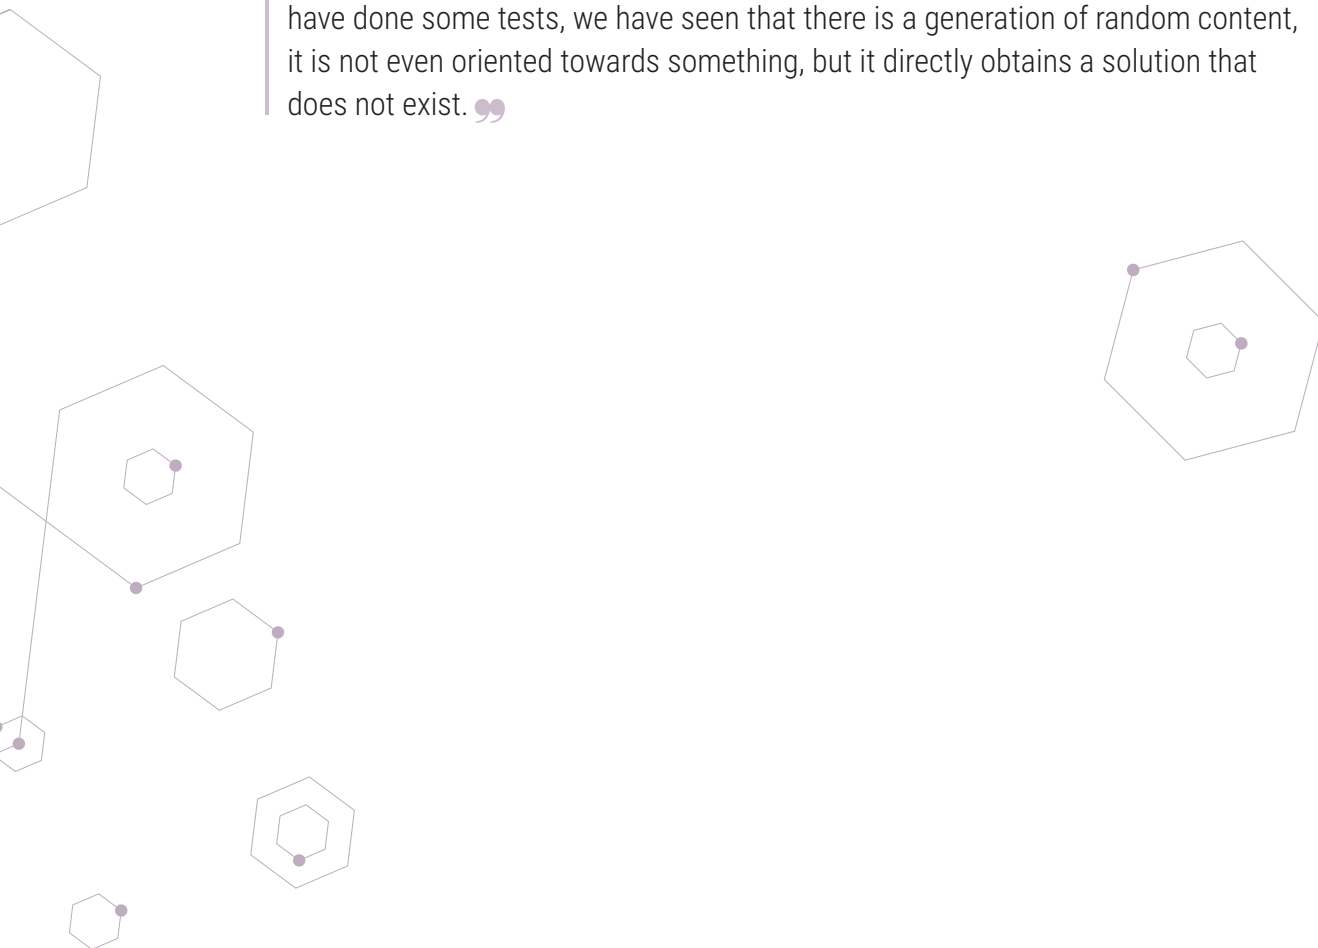 have done some tests, we have seen that there is a generation of random content,
it is not even oriented towards something, but it directly obtains a solution that
does not exist. ”